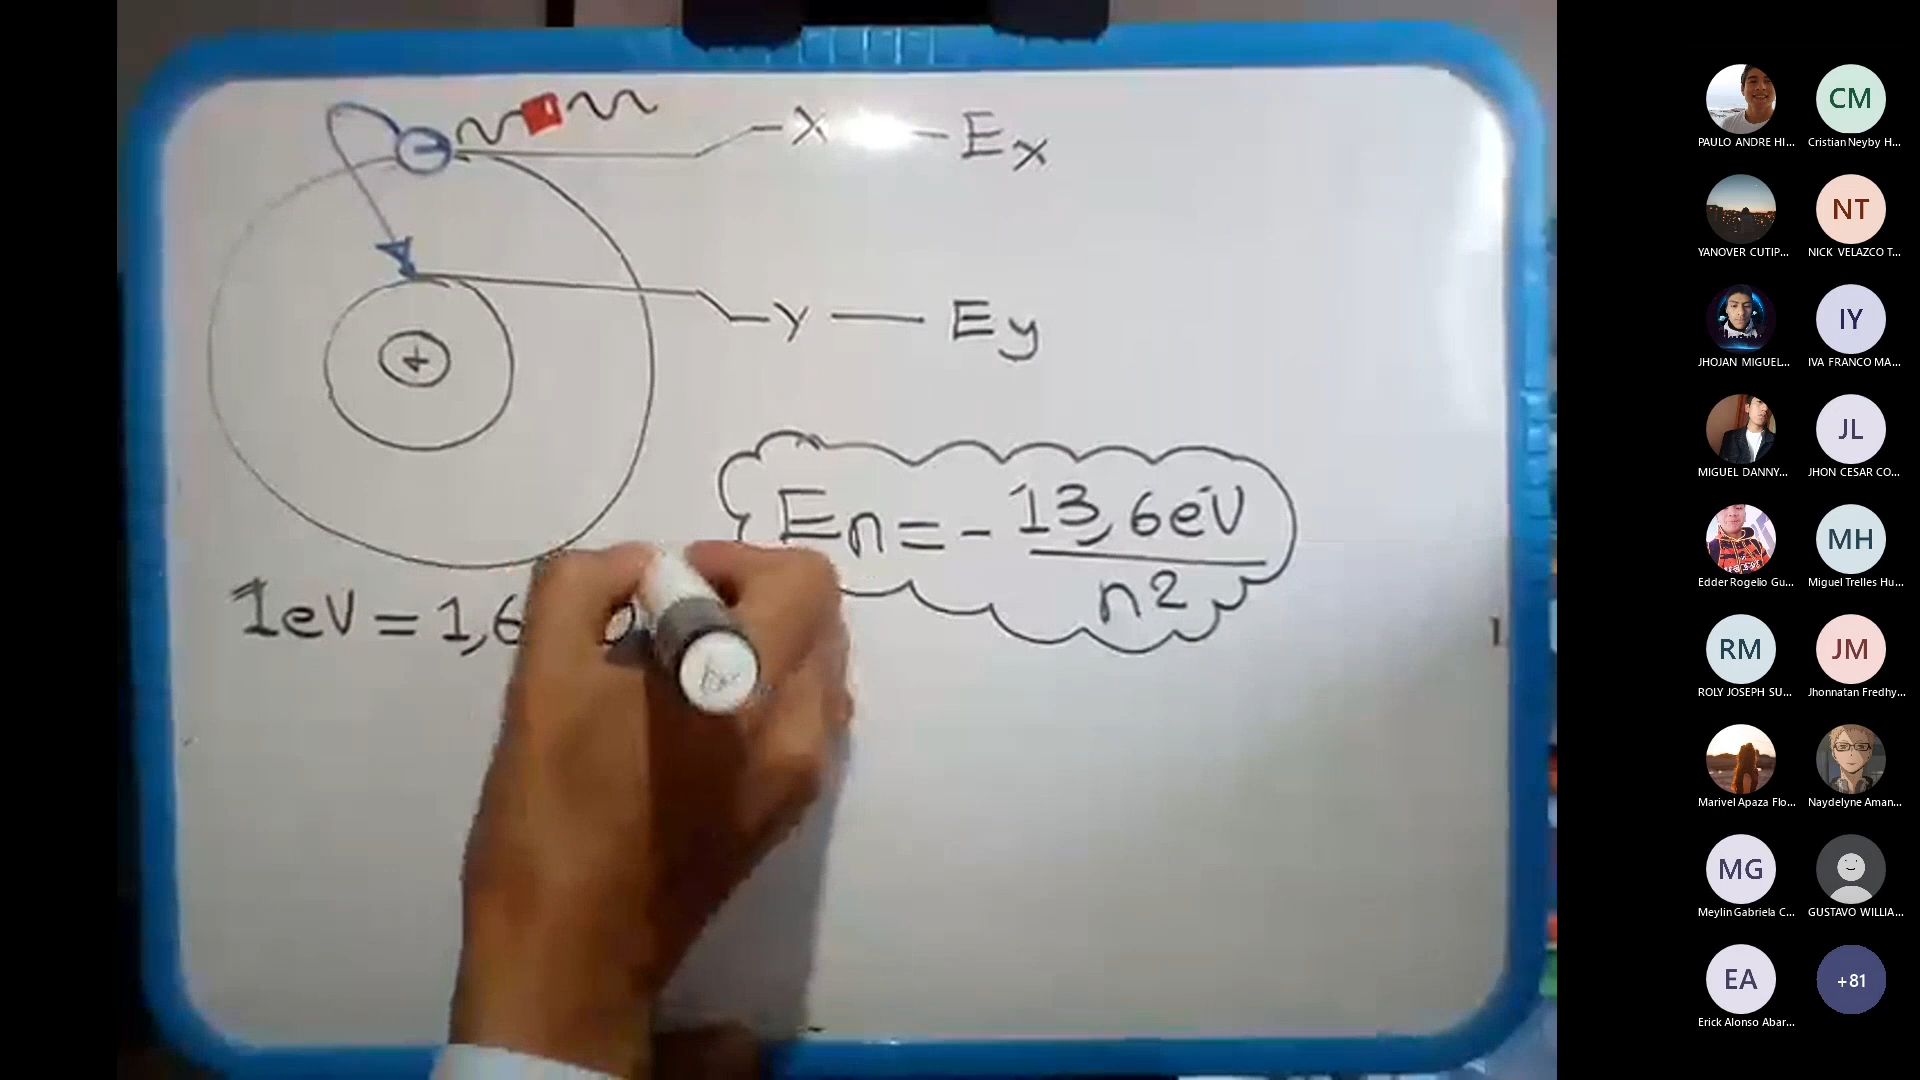 X — Ex
y — Ey
+
En = - 13,6eV
n2
1eV = 1,6
PAULO ANDRE HI...
CM
Cristian Neyby H...
YANOVER CUTIP...
NT
NICK VELAZCO T...
JHOJAN MIGUEL...
IY
IVA FRANCO MA...
MIGUEL DANNY...
JL
JHON CESAR CO...
Edder Rogelio Gu...
MH
Miguel Trelles Hu...
RM
ROLY JOSEPH SU...
JM
Jhonnatan Fredhy...
Marivel Apaza Flo...
Naydelyne Aman...
MG
Meylin Gabriela C...
GUSTAVO WILLIA...
EA
Erick Alonso Abar...
+81